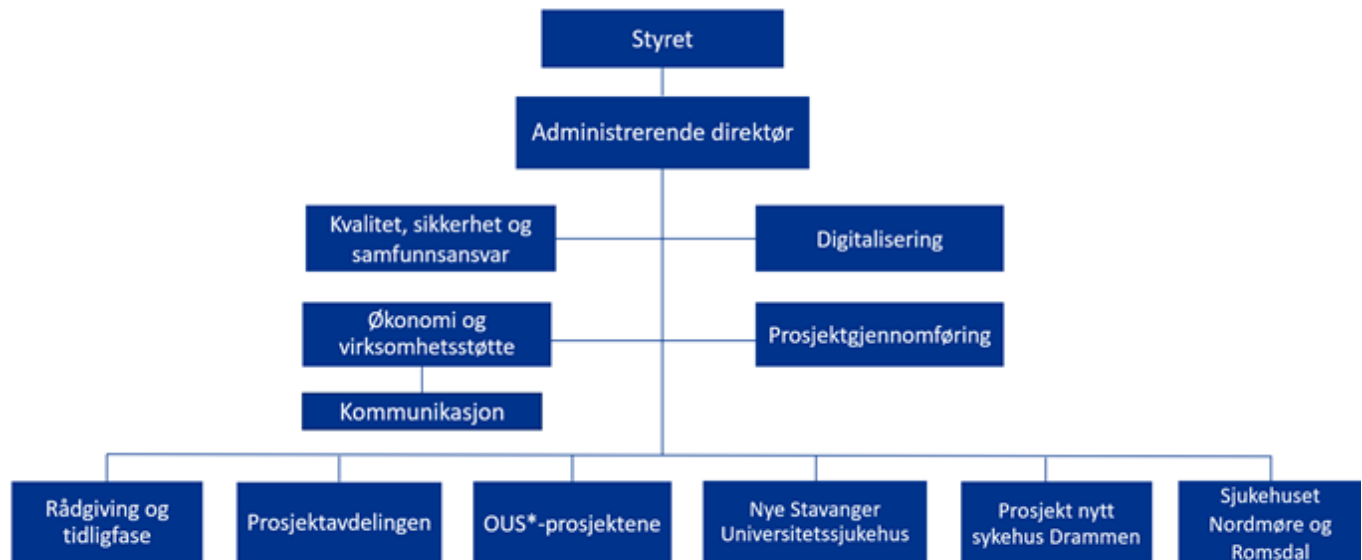 Styret
Administrerende direktør
Kvalitet, sikkerhet og
samfunnsansvar
Digitalisering
Økonomi og
virksomhetsstøtte
Prosjektgjennomføring
Kommunikasjon
Rådgiving og
tidligfase
Prosjektavdelingen
OUS*-prosjektene
Nye Stavanger
Universitetssjukehus
Prosjekt nytt
sykehus Drammen
Sjukehuset
Nordmøre og
Romsdal